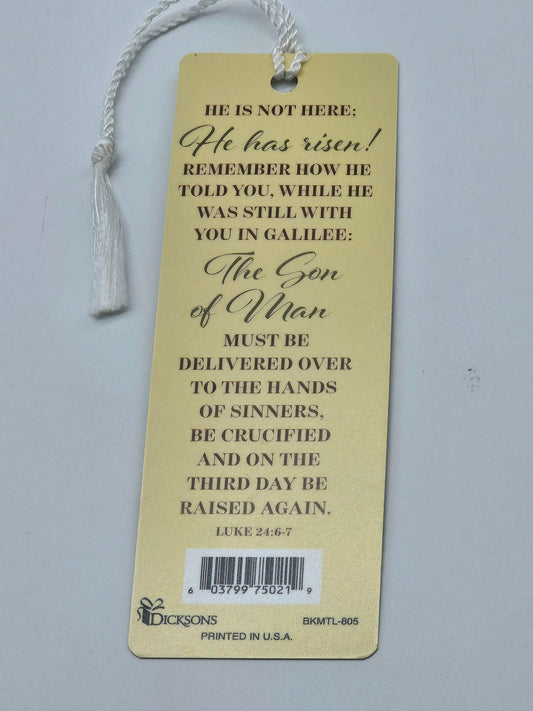 HE IS NOT HERE;
He has risen!
REMEMBER HOW HE
TOLD YOU, WHILE HE
WAS STILL WITH
YOU IN GALILEE:
The Son
of Man
MUST BE
DELIVERED OVER
TO THE HANDS
OF SINNERS,
BE CRUCIFIED
AND ON THE
THIRD DAY BE
RAISED AGAIN.
LUKE 24:6-7
6 03799 75021 9
DICKSONS BKMTL-805
PRINTED IN U.S.A.